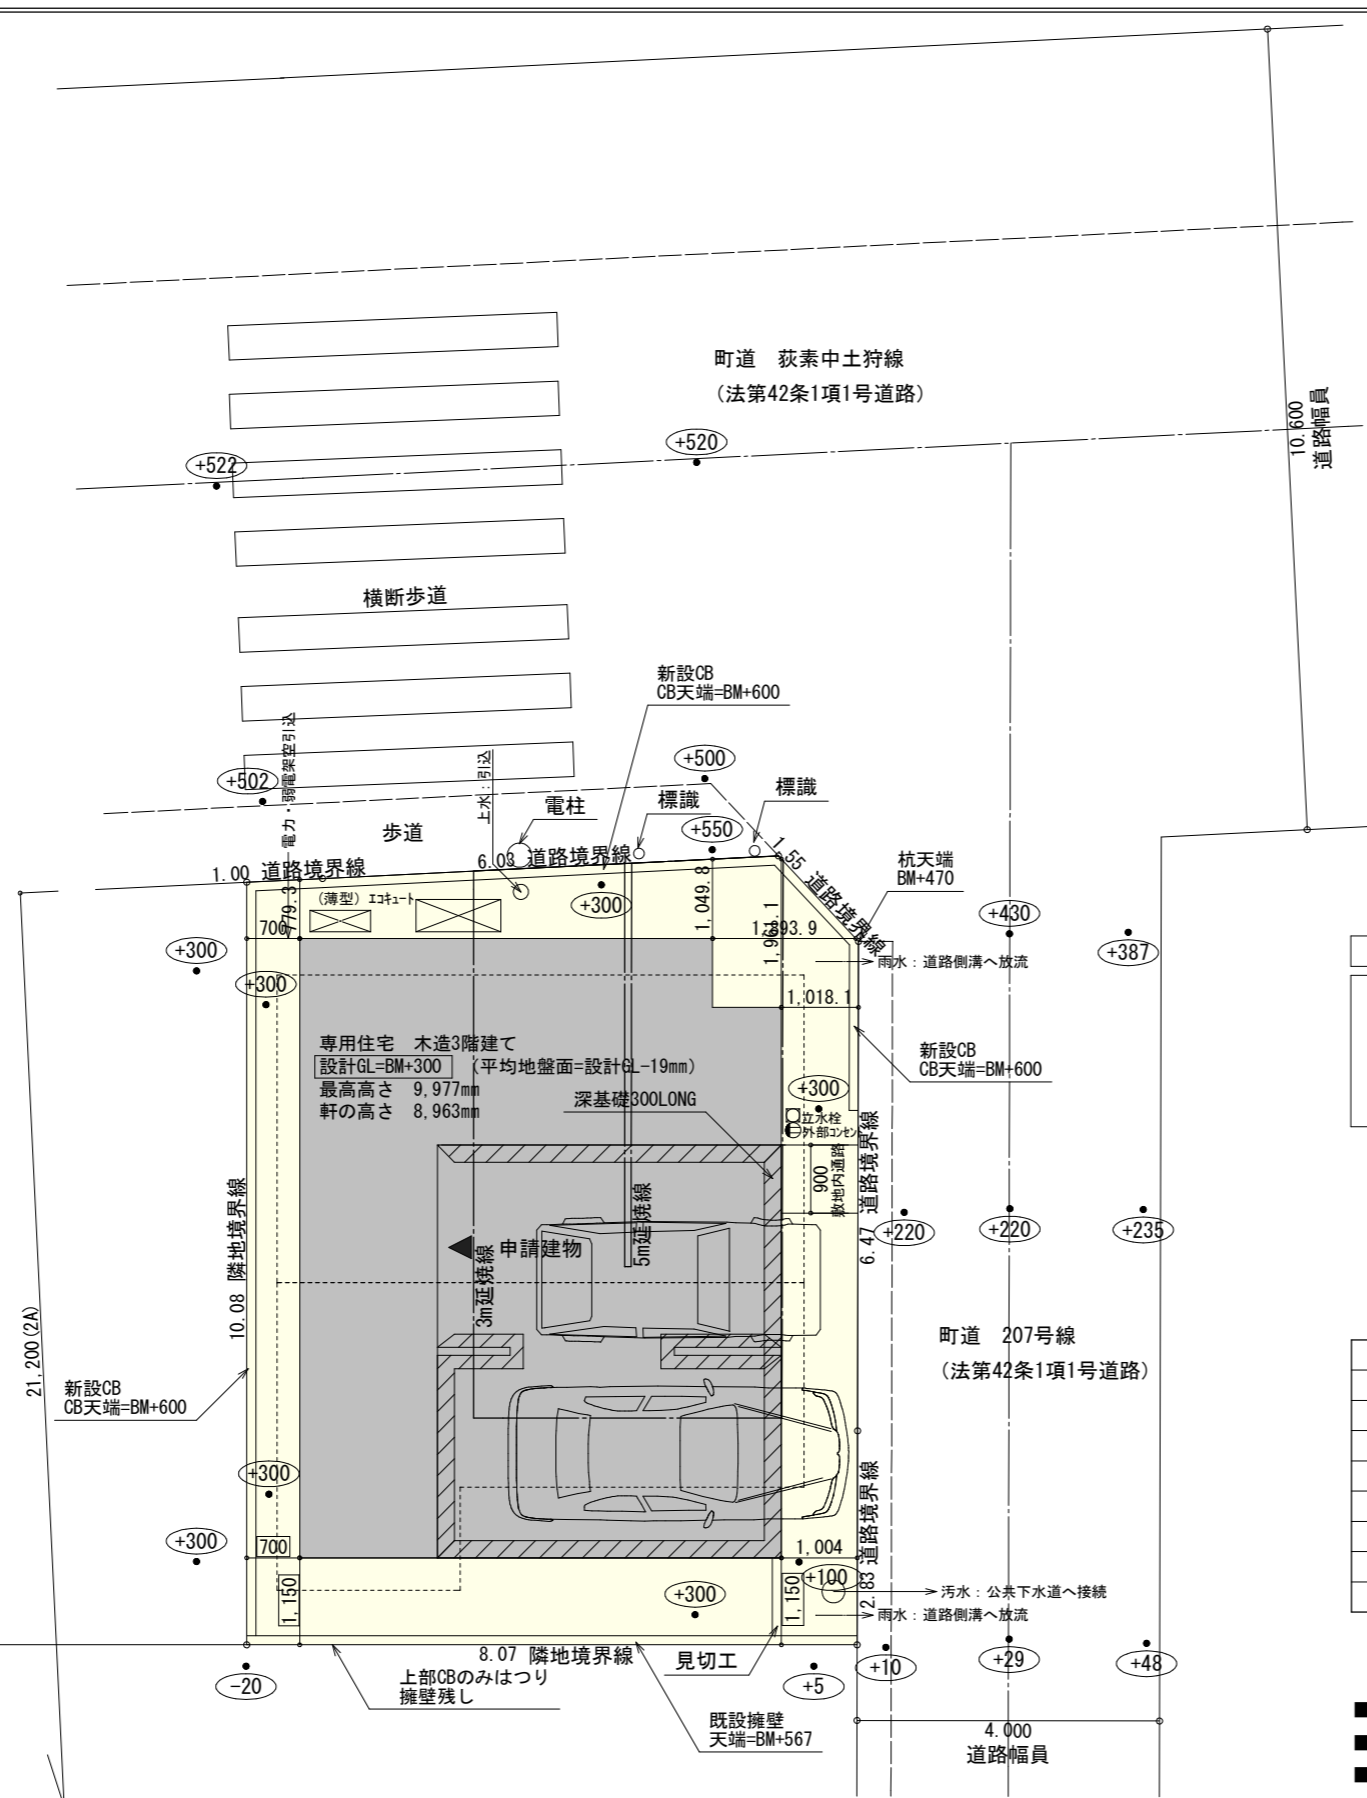 町道　荻素中土狩線
（法第42条1項1号道路）
10.600
道路幅員
+520
+522
横断歩道
新設CB
CB天端=BM+600
+500
+502
電力・弱電架空引込
上水：引込
電柱
標識
標識
歩道
+550
1.00 道路境界線
6.03 道路境界線
1.55 道路境界線
杭天端
BM+470
779.3
（薄型）エコキュート
+300
1,049.8
1,961.1
1,893.9
700
+430
+387
+300
+300
雨水：道路側溝へ放流
1,018.1
専用住宅　木造3階建て
設計GL=BM+300　（平均地盤面=設計GL-19mm）
最高高さ　9,977mm
軒の高さ　8,963mm
深基礎300LONG
新設CB
CB天端=BM+600
+300
立水栓
外部コンセント
900
敷地内通路
6.47 道路境界線
+220
+220
+235
10.08 隣地境界線
3m延焼線
申請建物
5m延焼線
町道　207号線
（法第42条1項1号道路）
21,200(2A)
新設CB
CB天端=BM+600
+300
+300
700
1,150
1,004
+100
2.83 道路境界線
+300
1,150
汚水：公共下水道へ接続
雨水：道路側溝へ放流
8.07 隣地境界線
見切工
上部CBのみはつり
擁壁残し
-20
+5
+10
+29
+48
既設擁壁
天端=BM+567
4.000
道路幅員